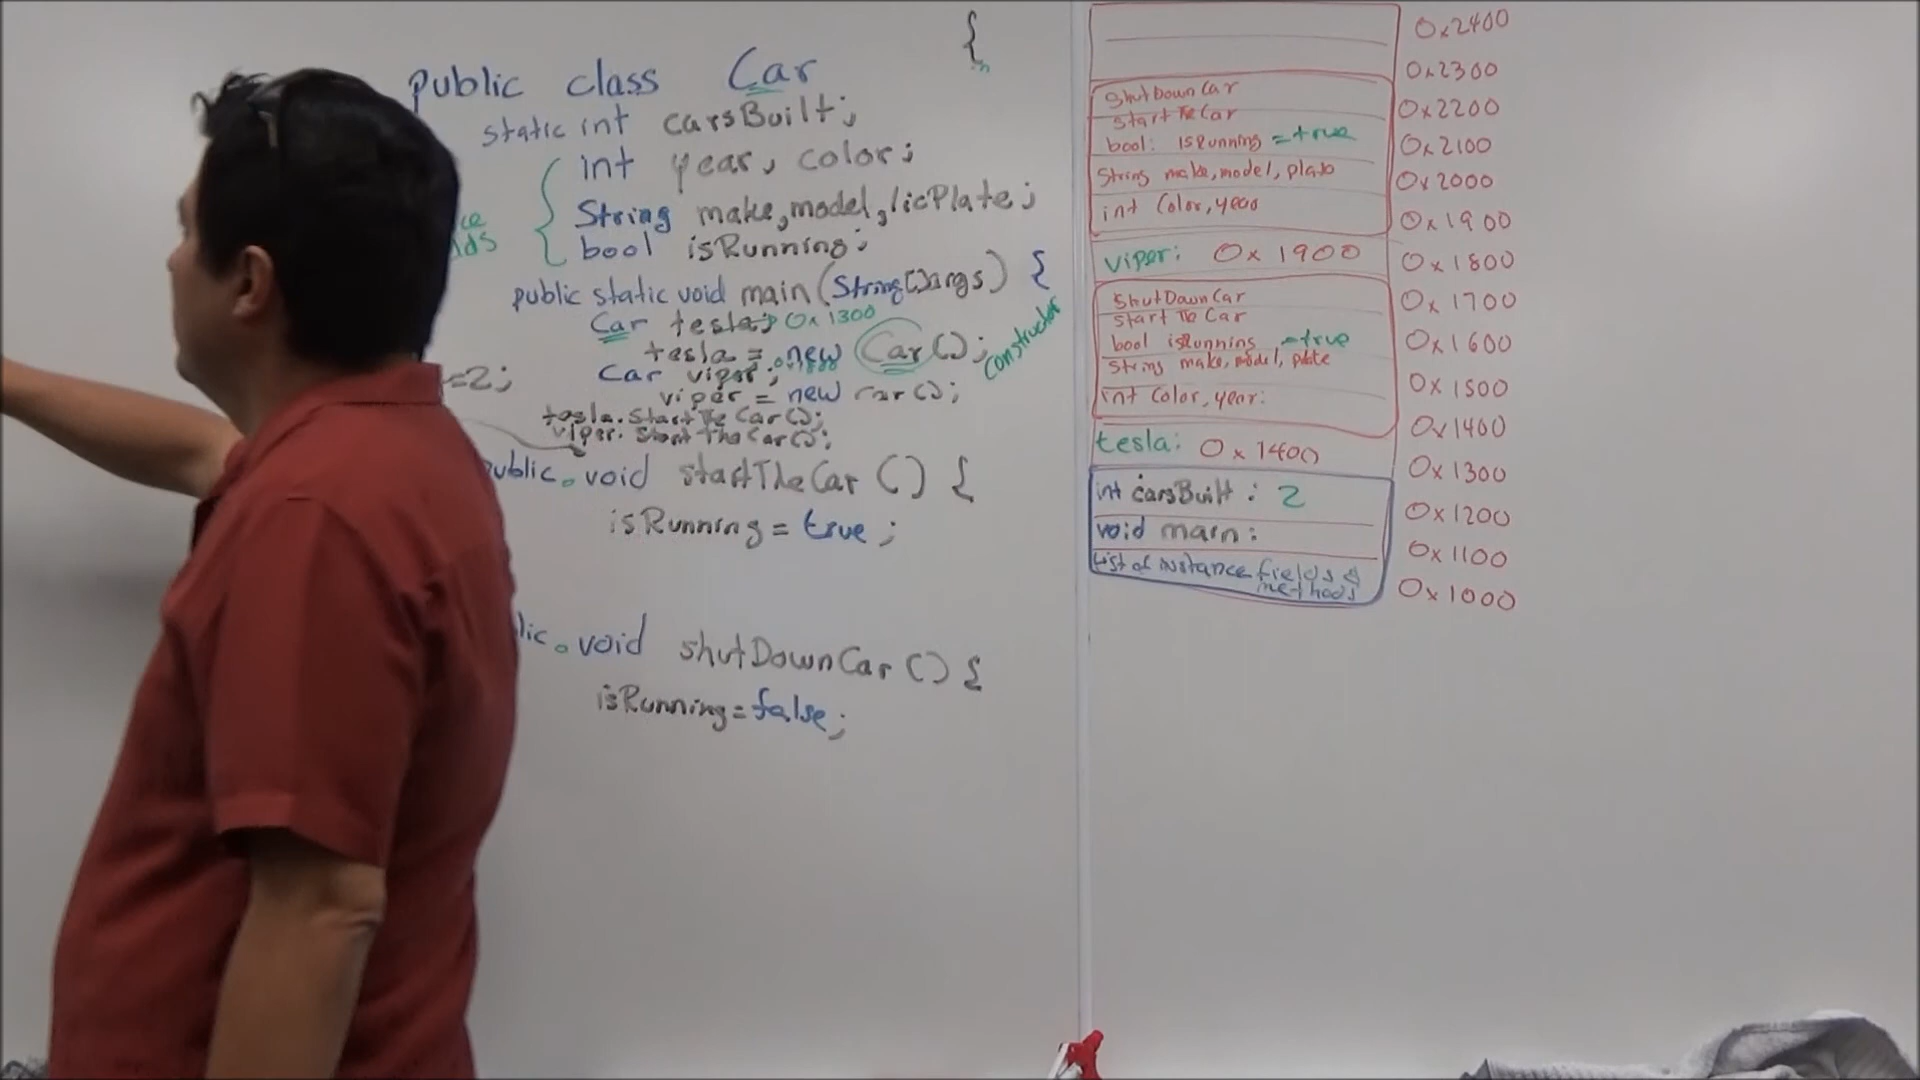 {
public class Car
static int carsBuilt;
{ int year, color;
String make, model, licPlate;
bool isRunning;
public static void main (String[] args) {
Car tesla; 0x1300
tesla = new Car();
constructor
Car viper;
=2;
viper = new car();
tesla.StartTheCar();
viper.StartTheCar();
public void startTheCar () {
isRunning = true;
lic void shutDownCar () {
isRunning = false;
0x2400
0x2300
ShutDownCar
startTheCar
0x2200
bool: isRunning = true
0x2100
String make, model, plate
0x2000
int Color, year
0x1900
viper: 0x1900
0x1800
ShutDownCar
0x1700
startTheCar
bool isRunning = true
0x1600
String make, model, plate
0x1500
int Color, year:
0x1400
tesla: 0x1400
0x1300
int carsBuilt: 2
0x1200
void main:
0x1100
List of instance fields &
methods
0x1000